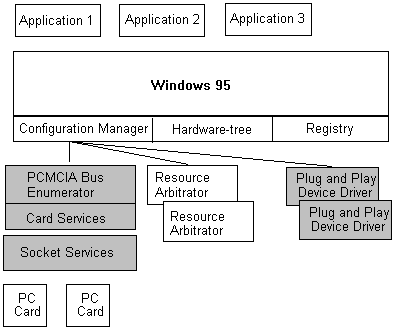 Application 1
Application 2
Application 3
Windows 95
Configuration Manager
Hardware-tree
Registry
PCMCIA Bus
Enumerator
Card Services
Socket Services
PC
Card
PC
Card
Resource
Arbitrator
Resource
Arbitrator
Plug and Play
Device Driver
Plug and Play
Device Driver